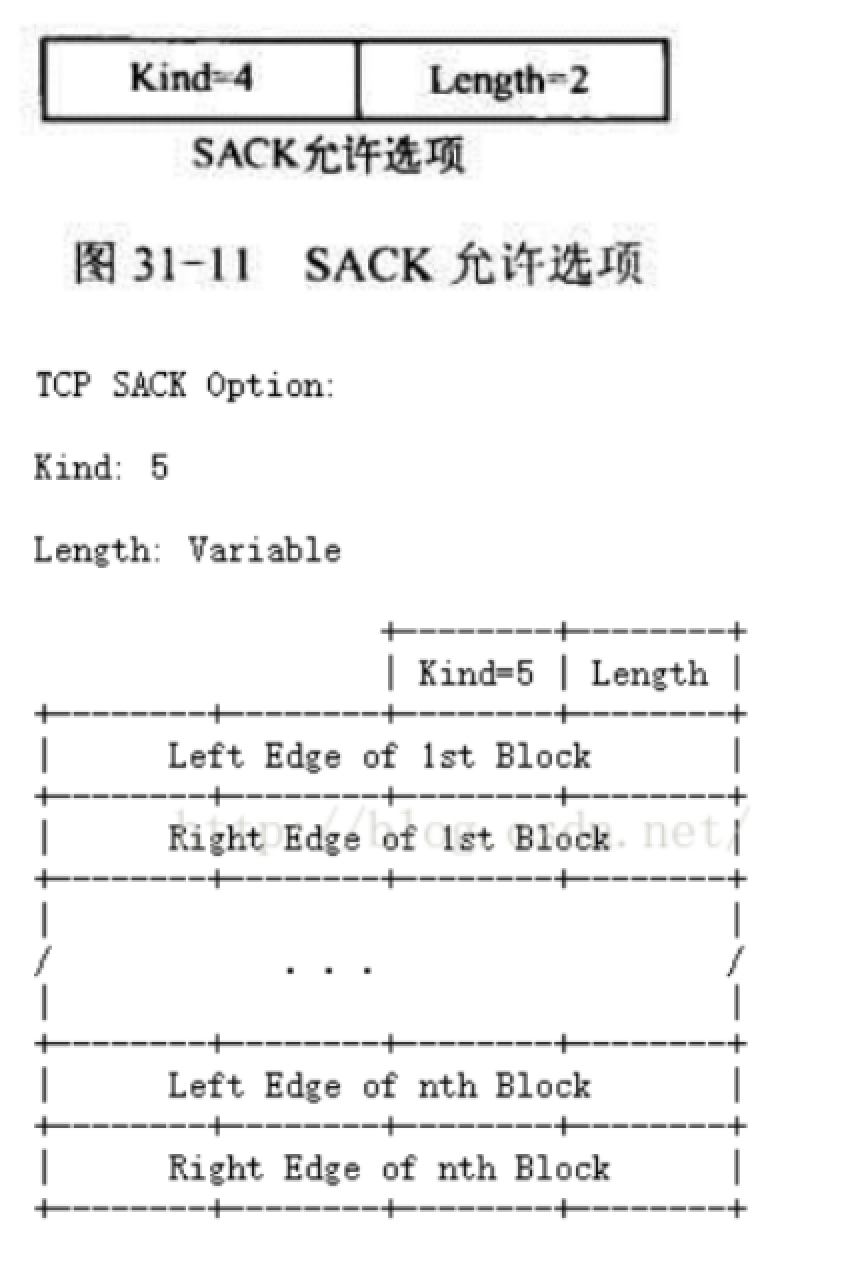 Kind=4 Length=2
SACK允许选项
图 31-11 SACK 允许选项
TCP SACK Option:
Kind: 5
Length: Variable
Kind=5 | Length
Left Edge of 1st Block
http://blog.csdn.net/
Right Edge of 1st Block
. . .
Left Edge of nth Block
Right Edge of nth Block